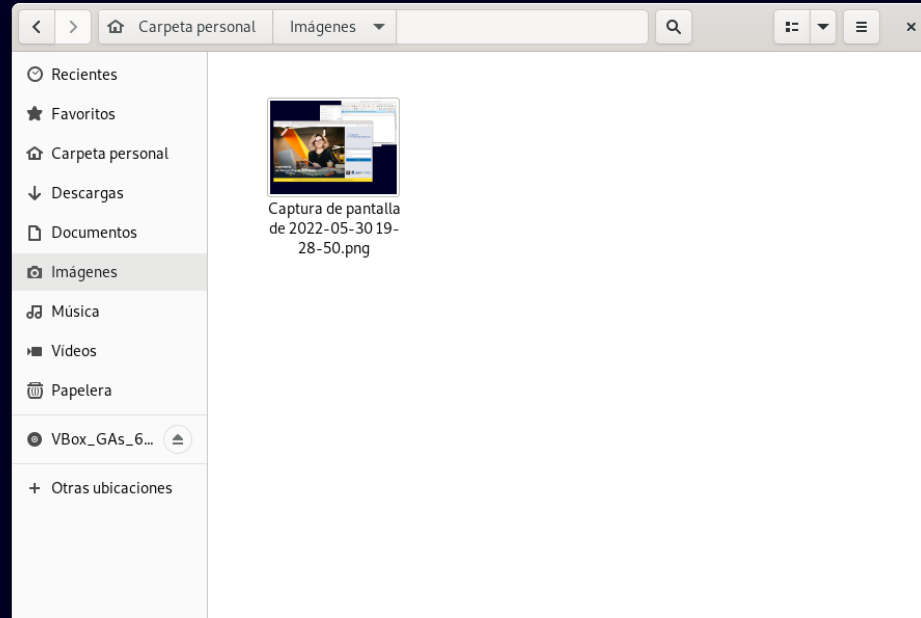 Carpeta personal
Imágenes
Recientes
Favoritos
Carpeta personal
Descargas
Documentos
Imágenes
Música
Vídeos
Papelera
VBox_GAs_6...
Otras ubicaciones
Captura de pantalla
de 2022-05-30 19-
28-50.png